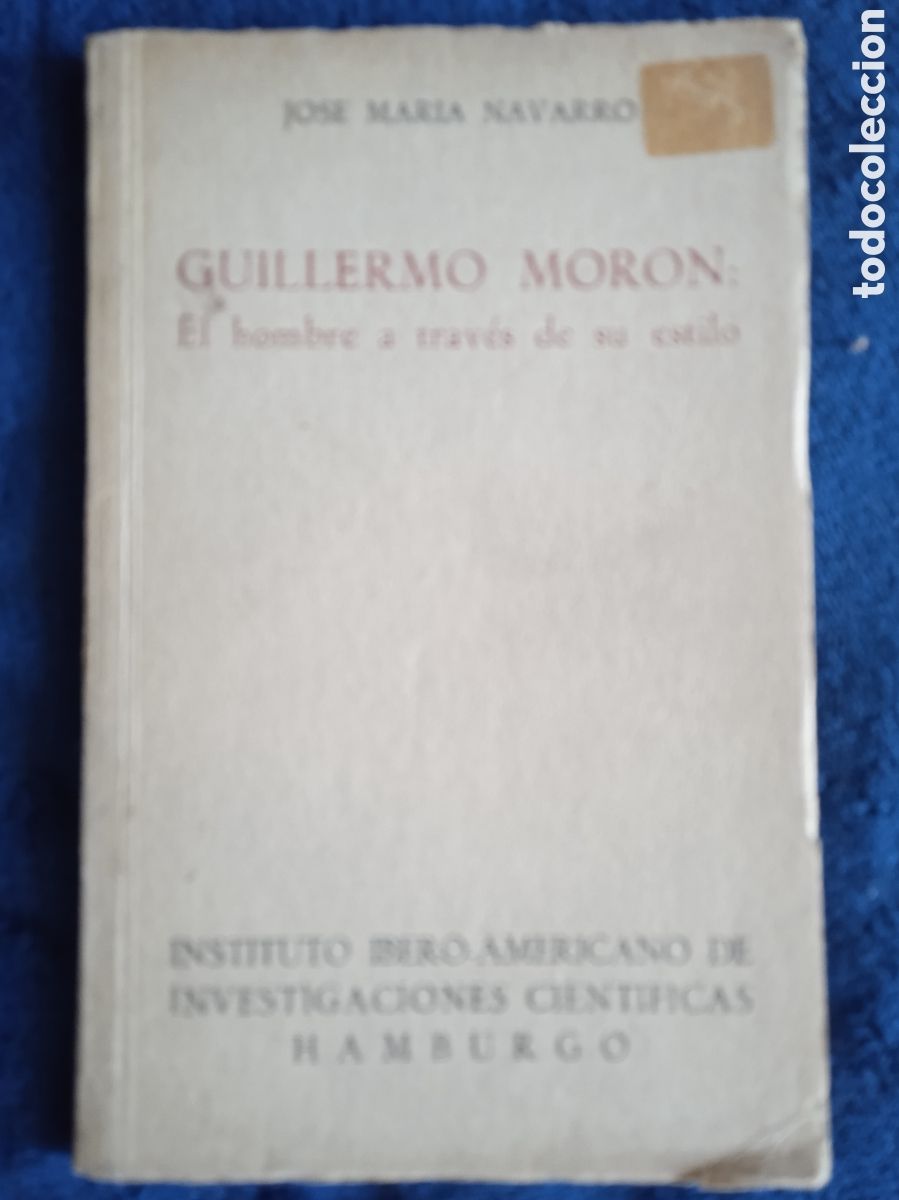 JOSE MARIA NAVARRO
GUILLERMO MORON:
El hombre a través de su estilo
INSTITUTO IBERO-AMERICANO DE
INVESTIGACIONES CIENTIFICAS
HAMBURGO
todocoleccion